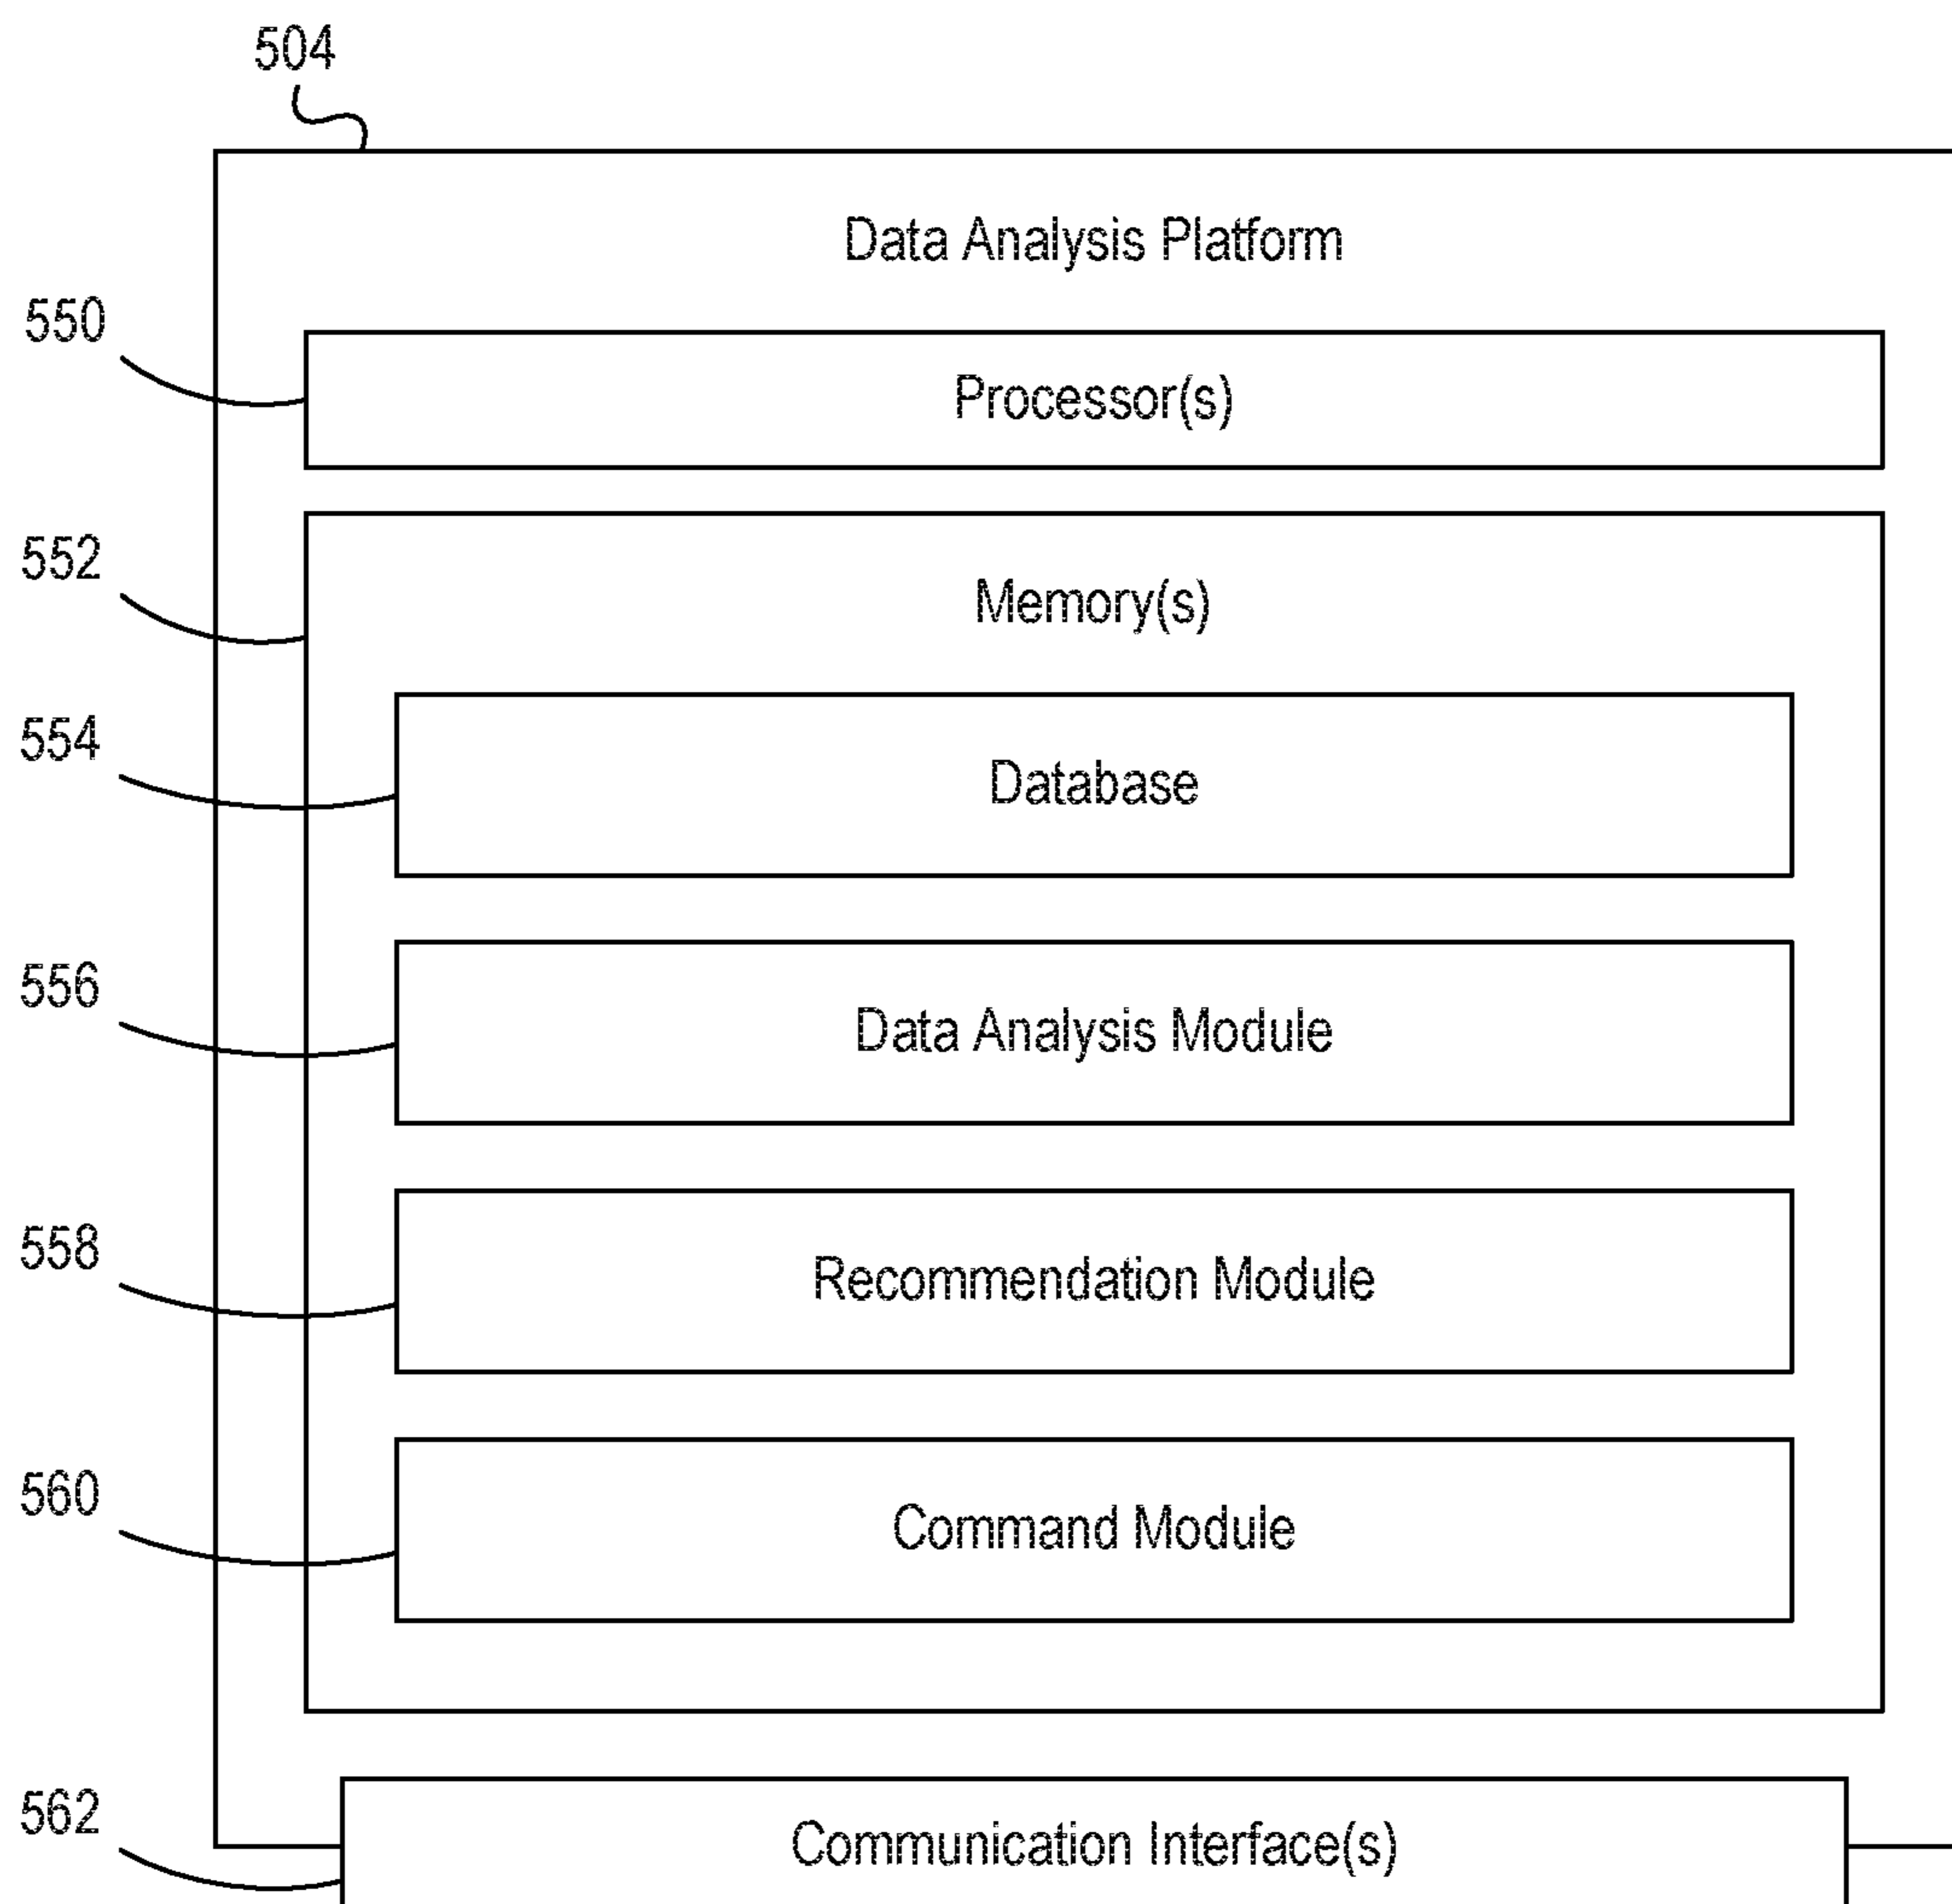 504
Data Analysis Platform
550
Processor(s)
552
Memory(s)
554
Database
556
Data Analysis Module
558
Recommendation Module
560
Command Module
562
Communication Interface(s)